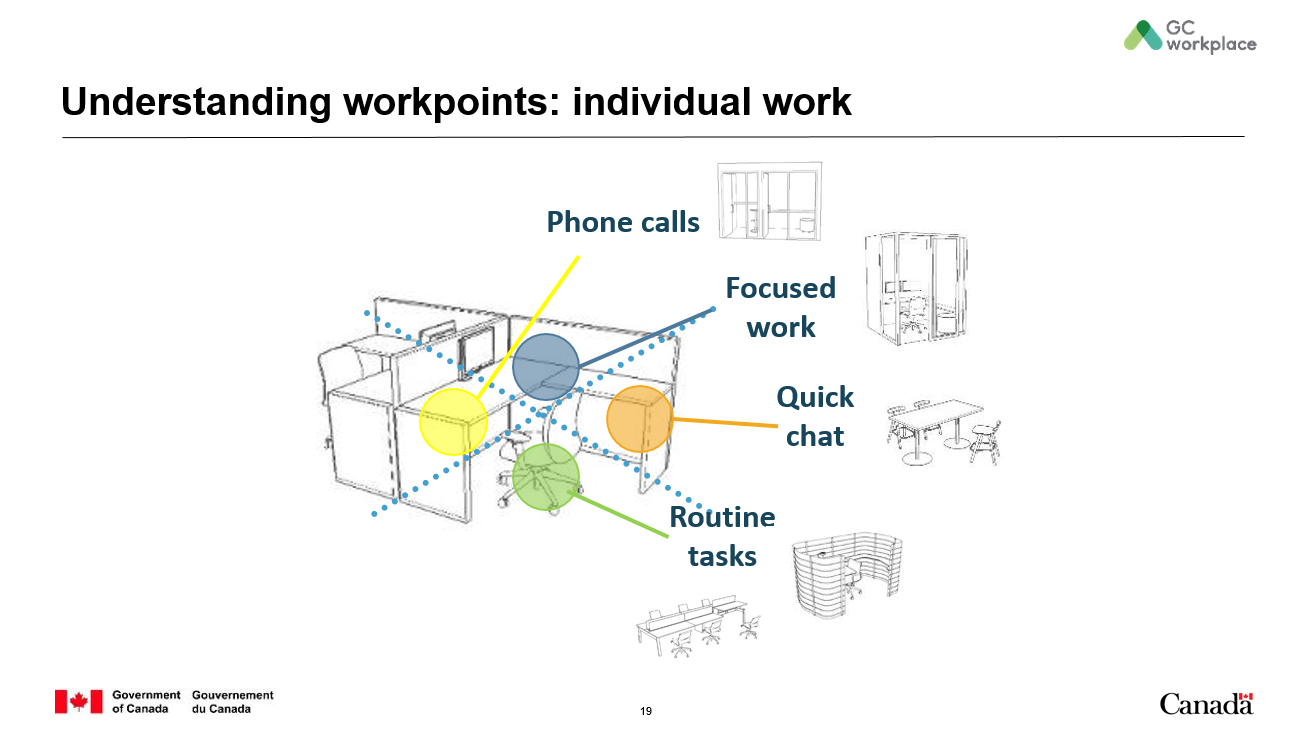 GC
workplace
Understanding workpoints: individual work
Phone calls
Focused
work
Quick
chat
Routine
tasks
Government
of Canada
Gouvernement
du Canada
19
Canada